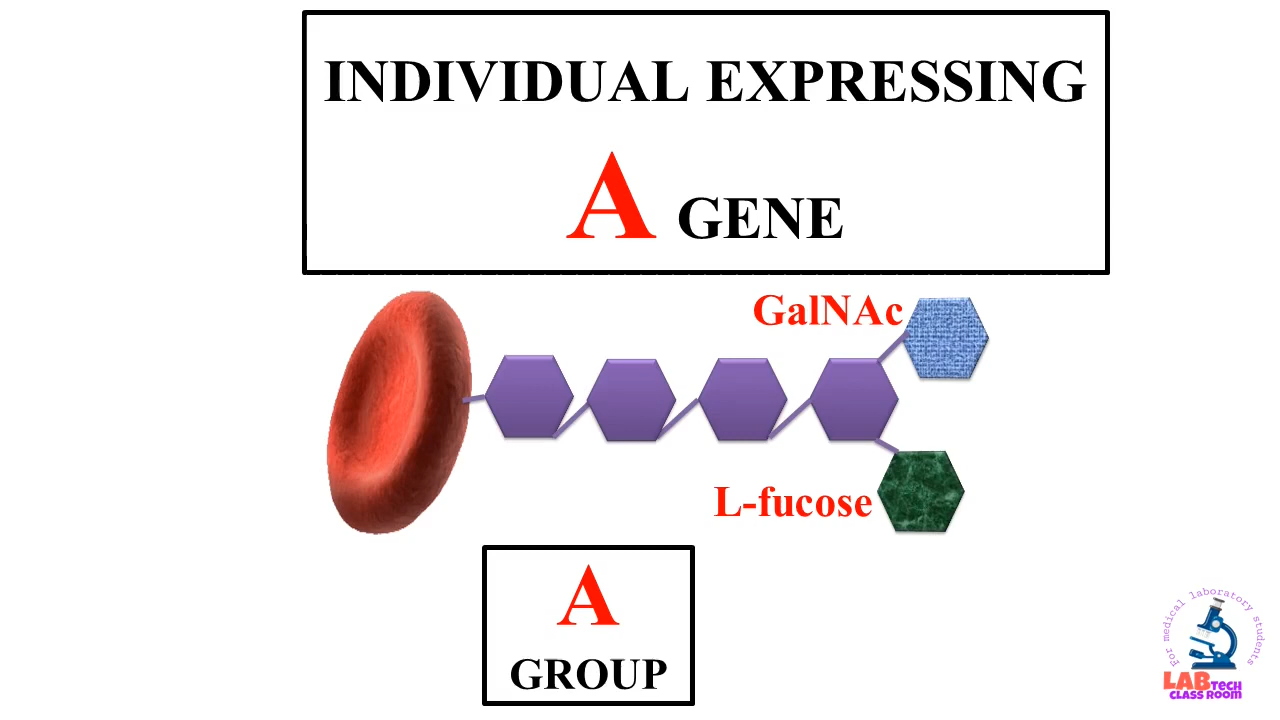 INDIVIDUAL EXPRESSING
A GENE
GalNAc
L-fucose
A
GROUP
For medical laboratory students
LAB TECH
CLASS ROOM